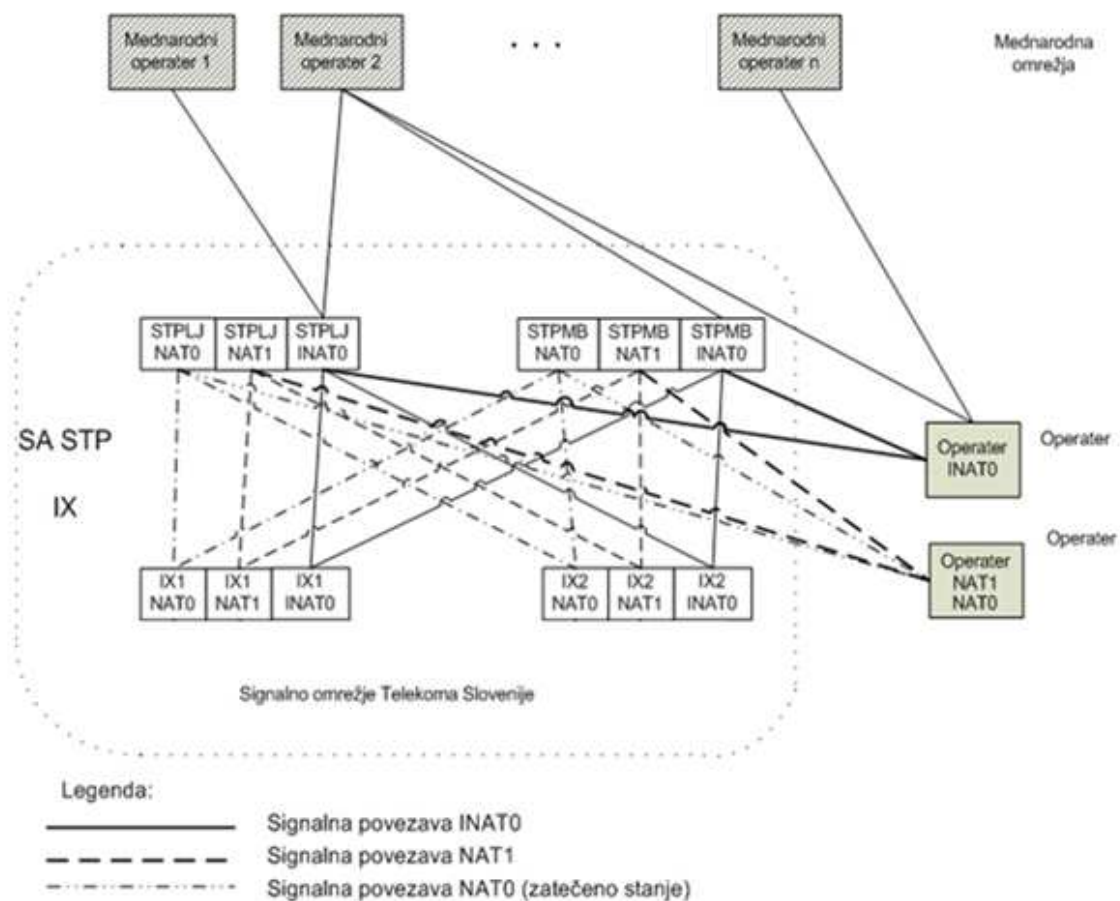 Mednarodni
operater 1
Mednarodni
operater 2
. . .
Mednarodni
operater n
Mednarodna
omrežja
STPLJ
NAT0
STPLJ
NAT1
STPLJ
INAT0
STPMB
NAT0
STPMB
NAT1
STPMB
INAT0
SA STP
IX
Operater
INAT0
Operater
Operater
NAT1
NAT0
Operater
IX1
NAT0
IX1
NAT1
IX1
INAT0
IX2
NAT0
IX2
NAT1
IX2
INAT0
Signalno omrežje Telekoma Slovenije
Legenda:
Signalna povezava INAT0
Signalna povezava NAT1
Signalna povezava NAT0 (zatečeno stanje)